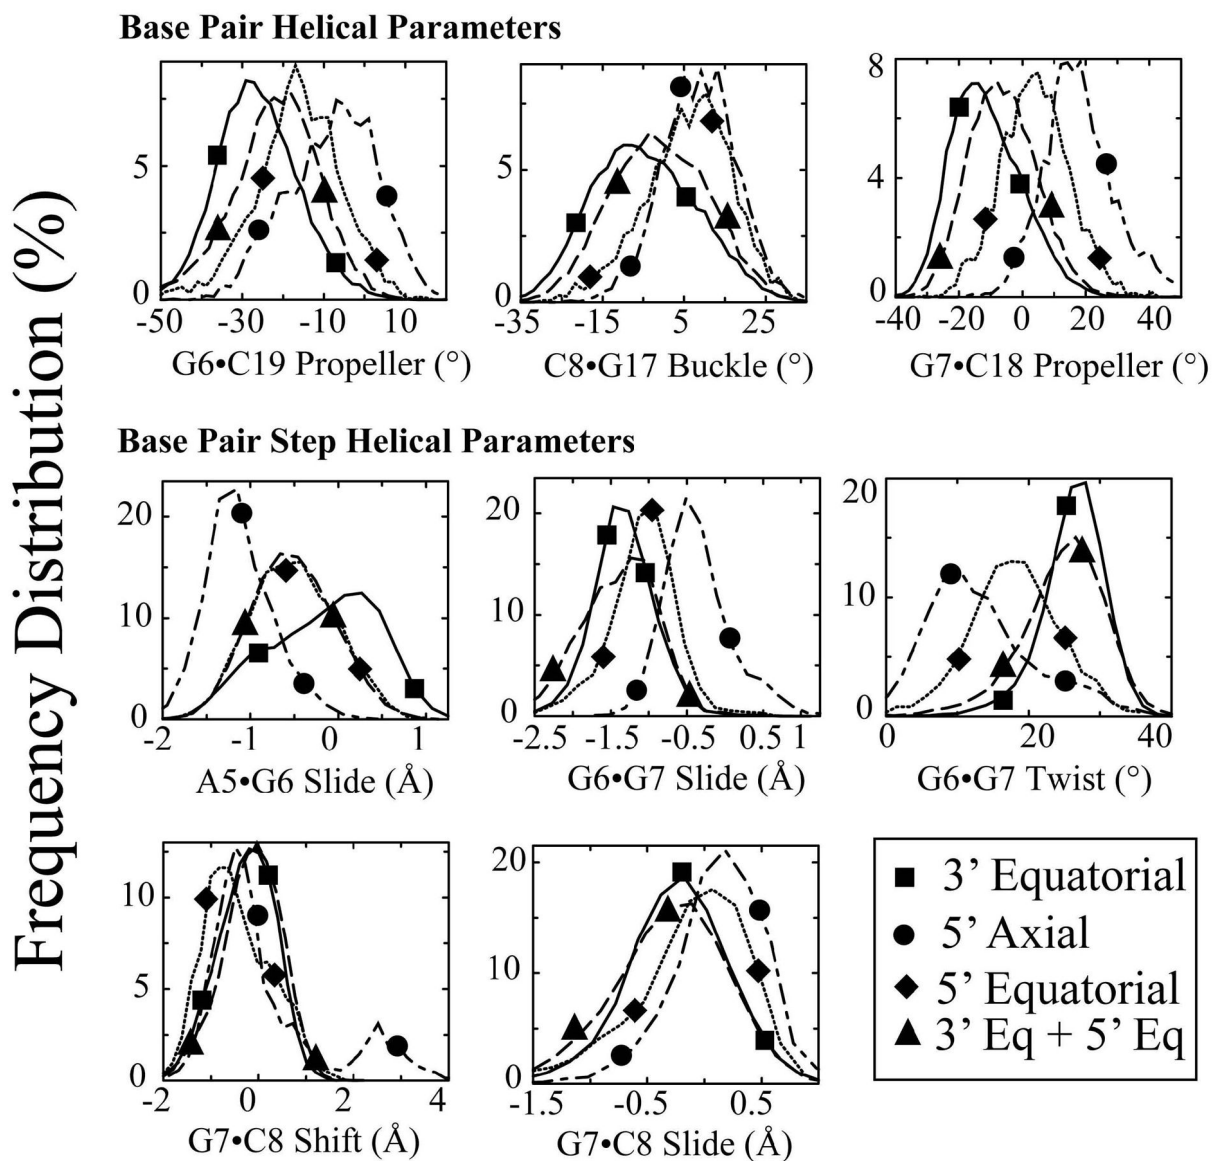 Base Pair Helical Parameters
Frequency Distribution (%)
5
0
-50 -30 -10 10
G6•C19 Propeller (°)
5
0
-35 -15 5 25
C8•G17 Buckle (°)
8
4
0
-40 -20 0 20 40
G7•C18 Propeller (°)
Base Pair Step Helical Parameters
20
10
0
-2 -1 0 1
A5•G6 Slide (Å)
20
10
0
-2.5 -1.5 -0.5 0.5 1
G6•G7 Slide (Å)
20
10
0
0 20 40
G6•G7 Twist (°)
10
5
0
-2 0 2 4
G7•C8 Shift (Å)
20
10
0
-1.5 -0.5 0.5
G7•C8 Slide (Å)
3’ Equatorial
5’ Axial
5’ Equatorial
3’ Eq + 5’ Eq